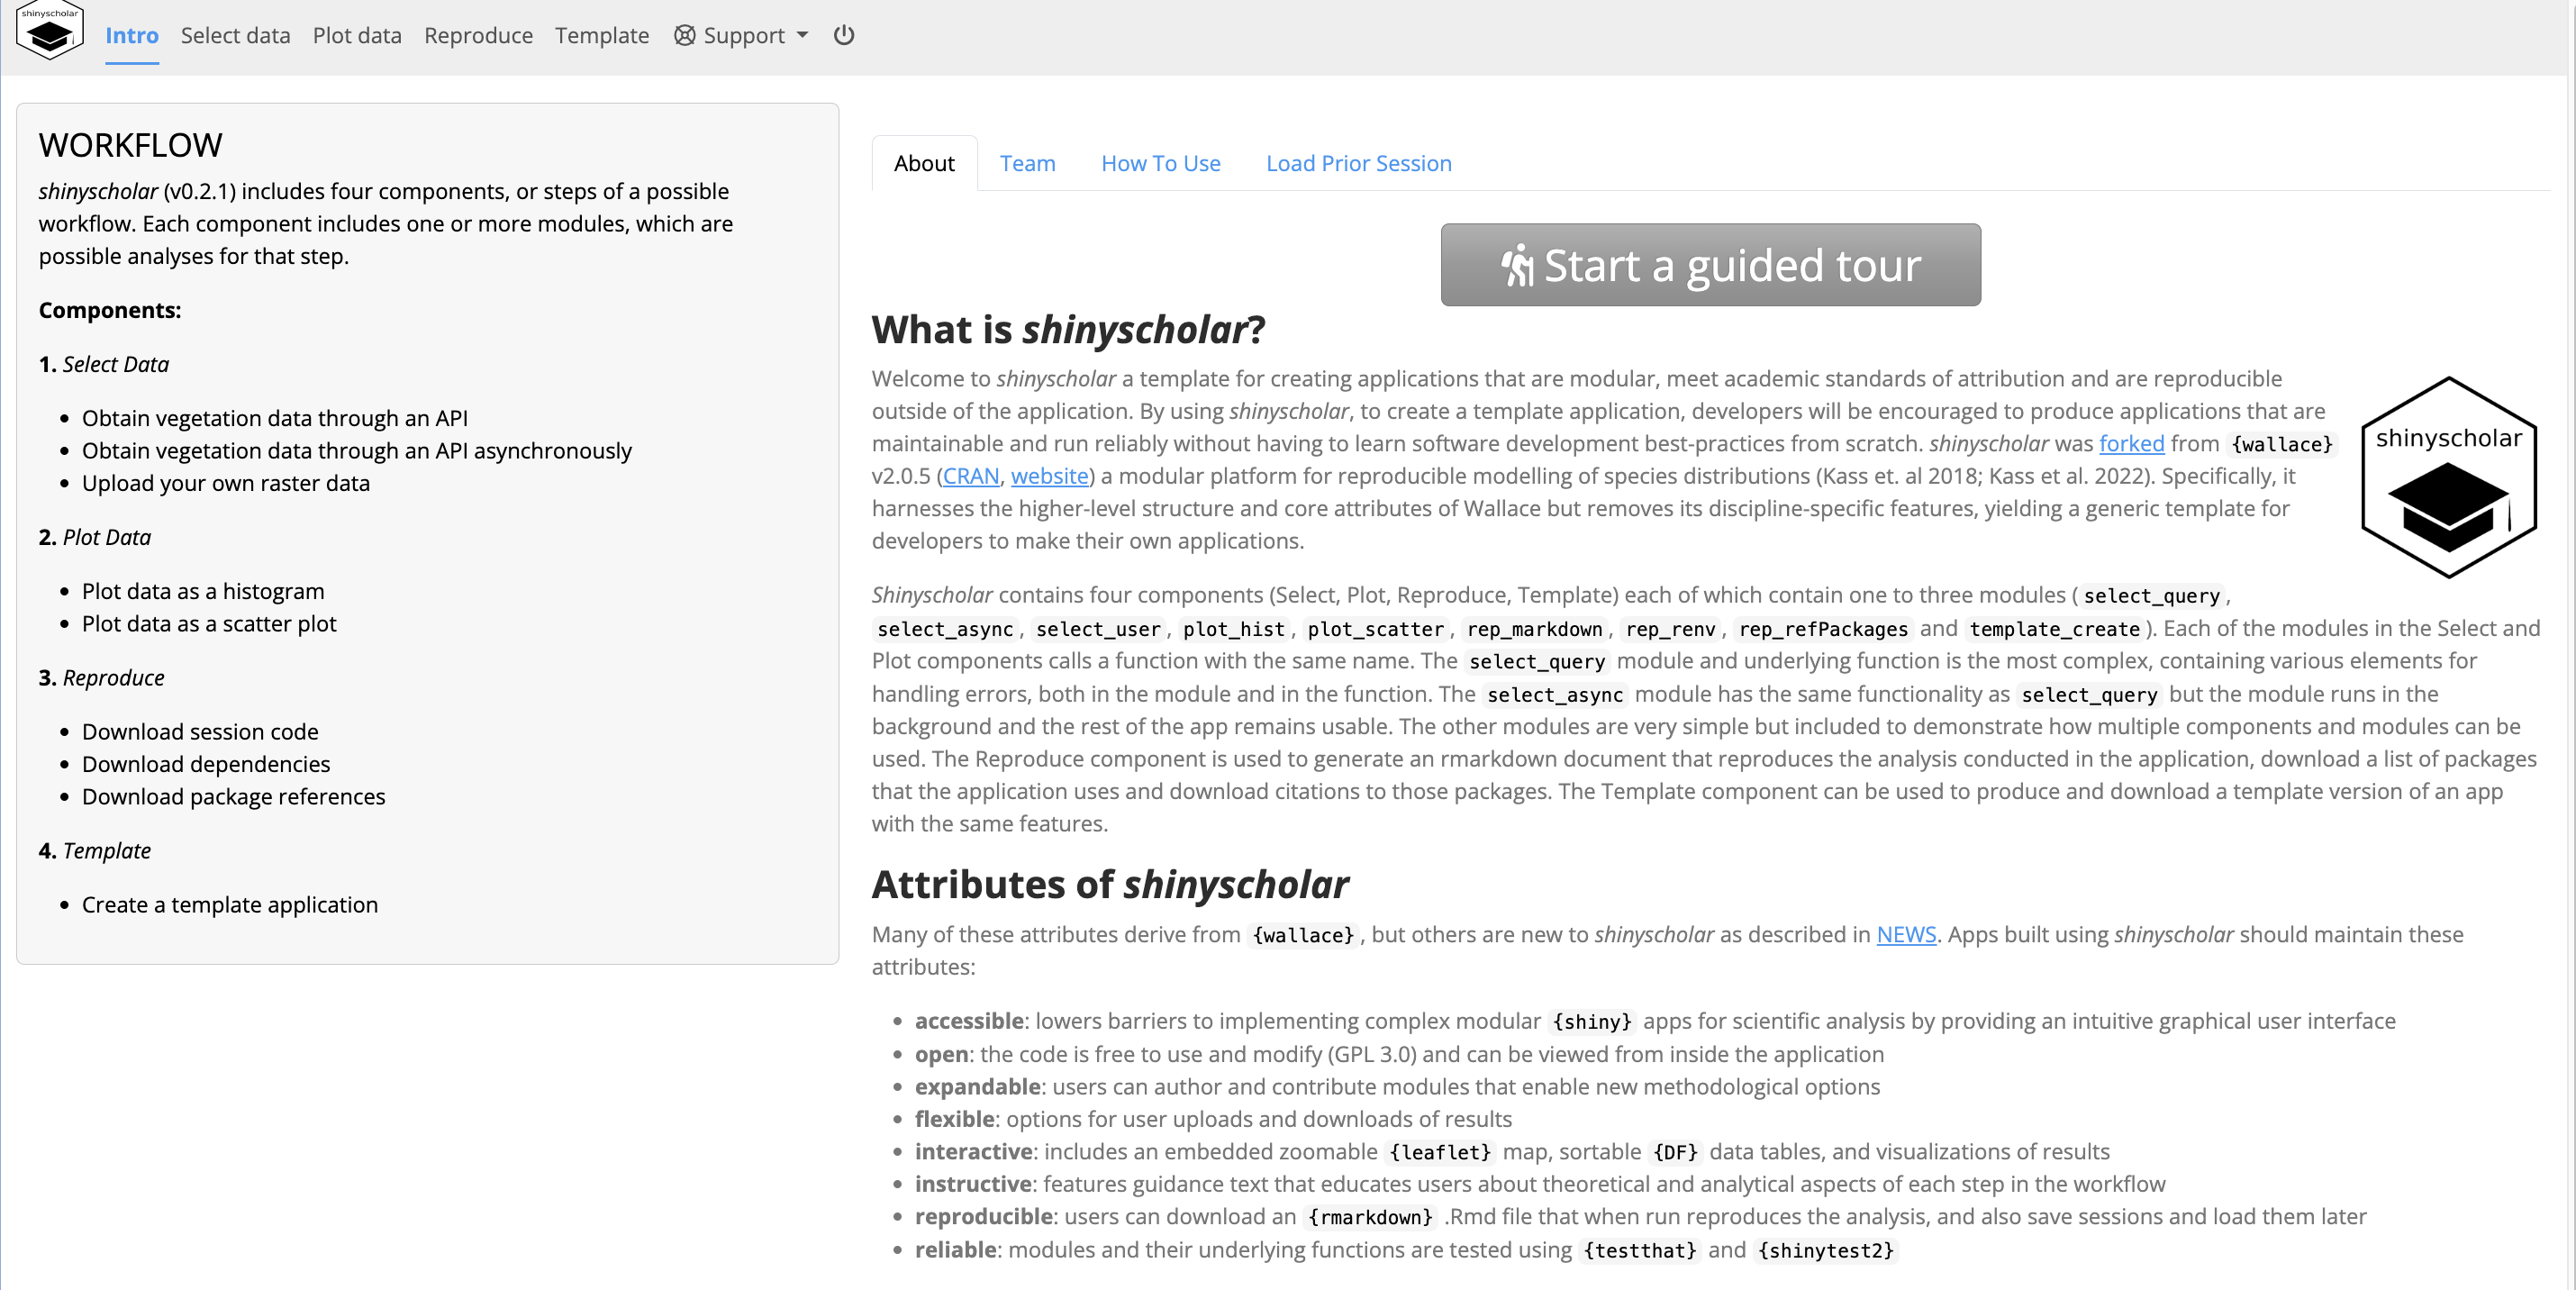 shinyscholar
Intro
Select data
Plot data
Reproduce
Template
Support
WORKFLOW
shinyscholar (v0.2.1) includes four components, or steps of a possible
workflow. Each component includes one or more modules, which are
possible analyses for that step.
Components:
1. Select Data
Obtain vegetation data through an API
Obtain vegetation data through an API asynchronously
Upload your own raster data
2. Plot Data
Plot data as a histogram
Plot data as a scatter plot
3. Reproduce
Download session code
Download dependencies
Download package references
4. Template
Create a template application
About
Team
How To Use
Load Prior Session
Start a guided tour
What is shinyscholar?
Welcome to shinyscholar a template for creating applications that are modular, meet academic standards of attribution and are reproducible
outside of the application. By using shinyscholar, to create a template application, developers will be encouraged to produce applications that are
maintainable and run reliably without having to learn software development best-practices from scratch. shinyscholar was forked from {wallace}
v2.0.5 (CRAN, website) a modular platform for reproducible modelling of species distributions (Kass et. al 2018; Kass et al. 2022). Specifically, it
harnesses the higher-level structure and core attributes of Wallace but removes its discipline-specific features, yielding a generic template for
developers to make their own applications.
shinyscholar
Shinyscholar contains four components (Select, Plot, Reproduce, Template) each of which contain one to three modules ( select_query ,
select_async , select_user , plot_hist , plot_scatter , rep_markdown , rep_renv , rep_refPackages and template_create ). Each of the modules in the Select and
Plot components calls a function with the same name. The select_query module and underlying function is the most complex, containing various elements for
handling errors, both in the module and in the function. The select_async module has the same functionality as select_query but the module runs in the
background and the rest of the app remains usable. The other modules are very simple but included to demonstrate how multiple components and modules can be
used. The Reproduce component is used to generate an rmarkdown document that reproduces the analysis conducted in the application, download a list of packages
that the application uses and download citations to those packages. The Template component can be used to produce and download a template version of an app
with the same features.
Attributes of shinyscholar
Many of these attributes derive from {wallace} , but others are new to shinyscholar as described in NEWS. Apps built using shinyscholar should maintain these
attributes:
accessible: lowers barriers to implementing complex modular {shiny} apps for scientific analysis by providing an intuitive graphical user interface
open: the code is free to use and modify (GPL 3.0) and can be viewed from inside the application
expandable: users can author and contribute modules that enable new methodological options
flexible: options for user uploads and downloads of results
interactive: includes an embedded zoomable {leaflet} map, sortable {DF} data tables, and visualizations of results
instructive: features guidance text that educates users about theoretical and analytical aspects of each step in the workflow
reproducible: users can download an {rmarkdown} .Rmd file that when run reproduces the analysis, and also save sessions and load them later
reliable: modules and their underlying functions are tested using {testthat} and {shinytest2}